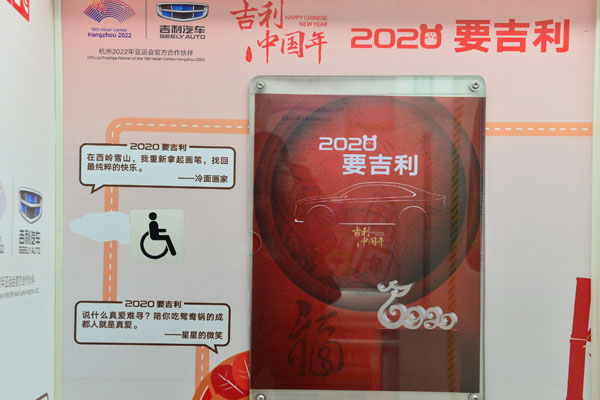 19th Asian Games
Hangzhou 2022
吉利汽车
GEELY AUTO
杭州2022年亚运会官方合作伙伴
Official Prestige Partner of the 19th Asian Games Hangzhou 2022
吉利
HAPPY CHINESE
NEW YEAR
中国年
2020 要吉利
2020 要吉利
在西岭雪山，我重新拿起画笔，找回
最纯粹的快乐。
——冷面画家
2020 要吉利
说什么真爱难寻？陪你吃鸳鸯锅的成
都人就是真爱。
——星星的微笑
2020
要吉利
吉利
中国年
福
2020
吉利汽车